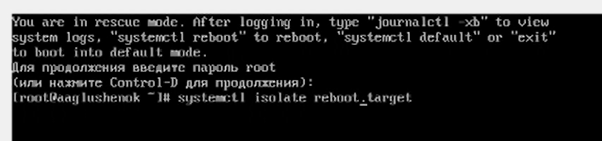 You are in rescue mode. After logging in, type "journalctl -xb" to view
system logs, "systemctl reboot" to reboot, "systemctl default" or "exit"
to boot into default mode.
Для продолжения введите пароль root
(или нажмите Control-D для продолжения):
[root@aaglushenok ~]# systemctl isolate reboot.target